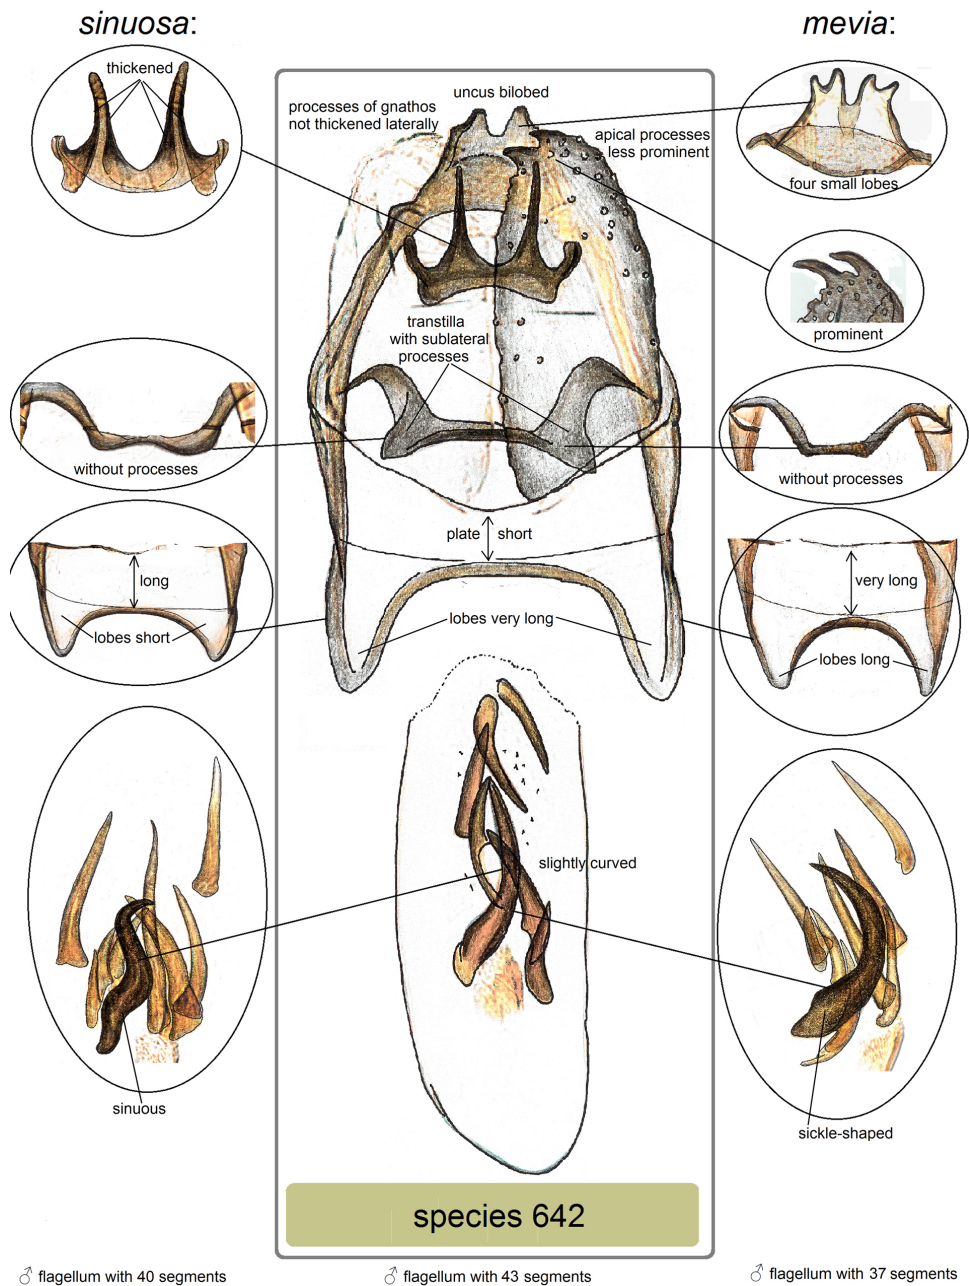 sinuosa:
mevia:
thickened
uncus bilobed
processes of gnathos
not thickened laterally
apical processes
less prominent
four small lobes
prominent
transtilla
with sublateral
processes
without processes
without processes
plate short
long
very long
lobes short
lobes very long
lobes long
slightly curved
sinuous
sickle-shaped
species 642
♂ flagellum with 40 segments
♂ flagellum with 43 segments
♂ flagellum with 37 segments